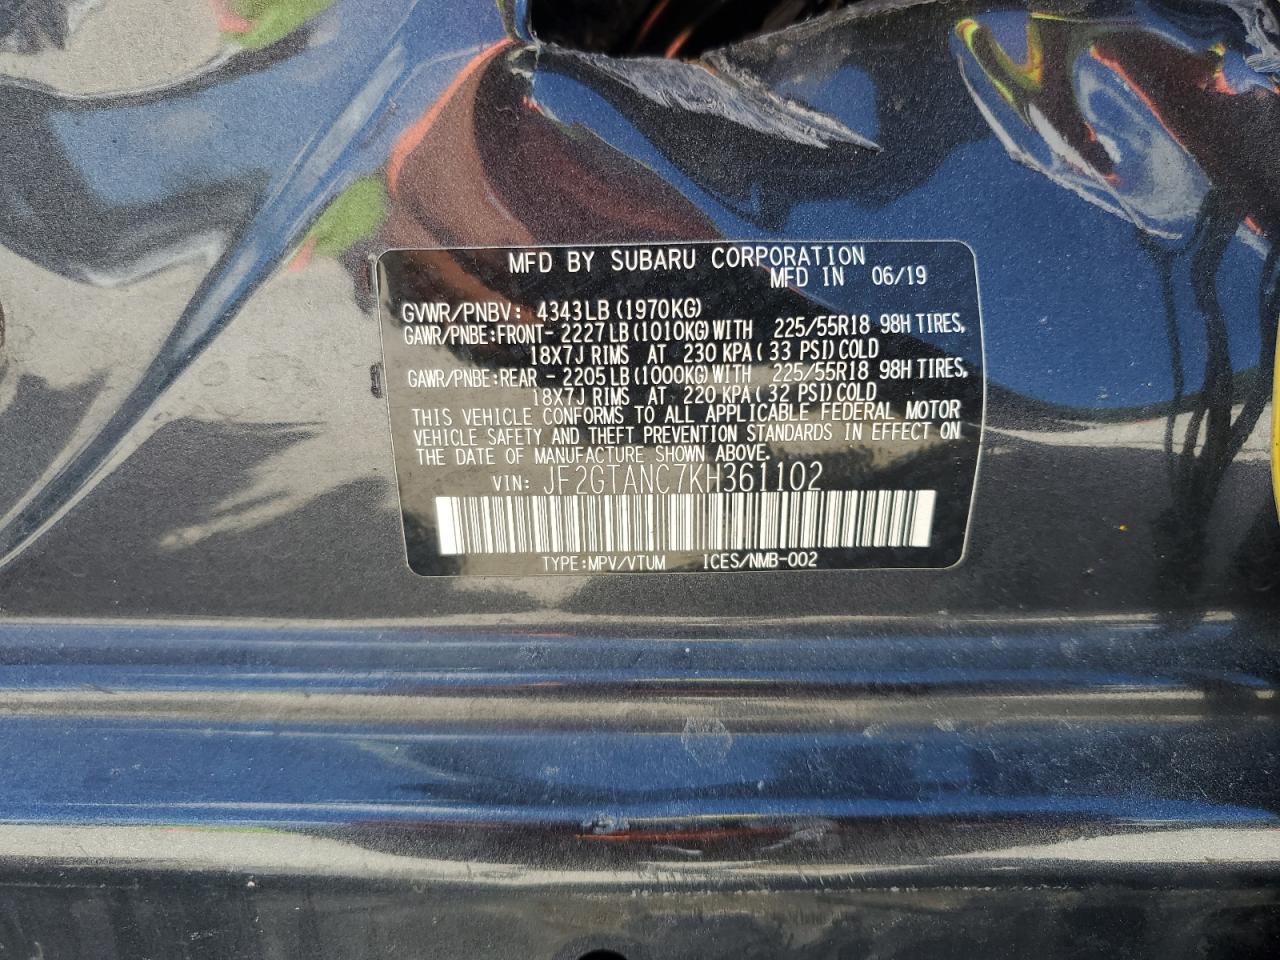 MFD BY SUBARU CORPORATION
MFD IN 06/19
GVWR/PNBV: 4343LB (1970KG)
GAWR/PNBE:FRONT- 2227LB (1010KG) WITH 225/55R18 98H TIRES,
18X7J RIMS AT 230 KPA( 33 PSI) COLD
GAWR/PNBE:REAR - 2205LB (1000KG) WITH 225/55R18 98H TIRES,
18X7J RIMS AT 220 KPA( 32 PSI) COLD
THIS VEHICLE CONFORMS TO ALL APPLICABLE FEDERAL MOTOR
VEHICLE SAFETY AND THEFT PREVENTION STANDARDS IN EFFECT ON
THE DATE OF MANUFACTURE SHOWN ABOVE.
VIN: JF2GTANC7KH361102
TYPE:MPV/VTUM ICES/NMB-002